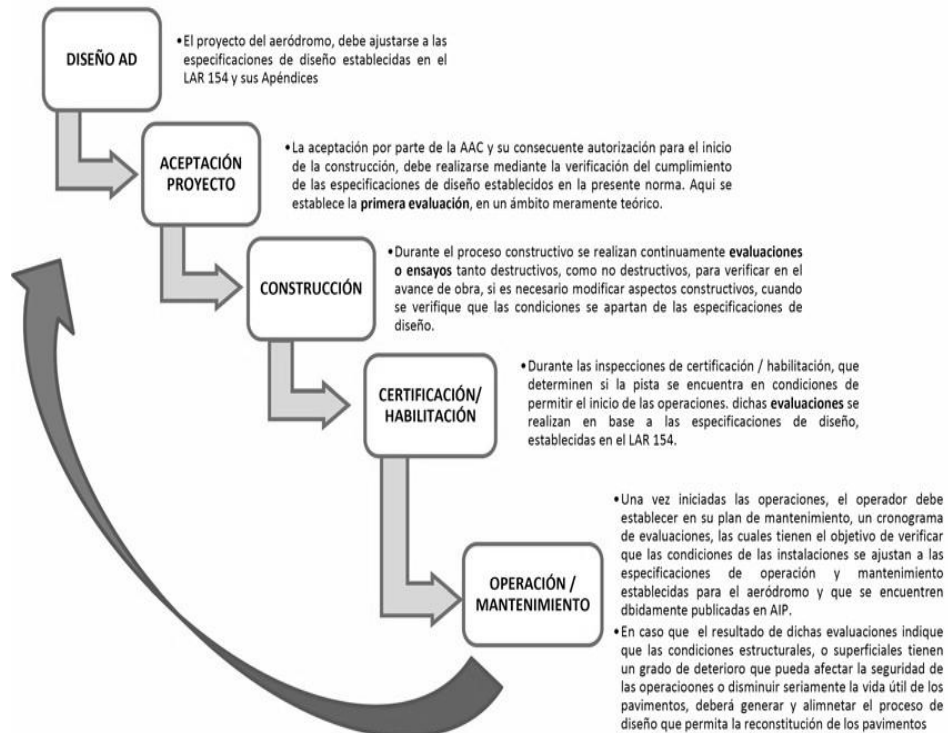 DISEÑO AD
•El proyecto del aeródromo, debe ajustarse a las
especificaciones de diseño establecidas en el
LAR 154 y sus Apéndices
ACEPTACIÓN
PROYECTO
•La aceptación por parte de la AAC y su consecuente autorización para el inicio
de la construcción, debe realizarse mediante la verificación del cumplimiento
de las especificaciones de diseño establecidos en la presente norma. Aqui se
establece la primera evaluación, en un ámbito meramente teórico.
CONSTRUCCIÓN
•Durante el proceso constructivo se realizan continuamente evaluaciones
o ensayos tanto destructivos, como no destructivos, para verificar en el
avance de obra, si es necesario modificar aspectos constructivos, cuando
se verifique que las condiciones se apartan de las especificaciones de
diseño.
CERTIFICACIÓN/
HABILITACIÓN
•Durante las inspecciones de certificación / habilitación, que
determinen si la pista se encuentra en condiciones de
permitir el inicio de las operaciones. dichas evaluaciones se
realizan en base a las especificaciones de diseño,
establecidas en el LAR 154.
OPERACIÓN /
MANTENIMIENTO
•Una vez iniciadas las operaciones, el operador debe
establecer en su plan de mantenimiento, un cronograma
de evaluaciones, las cuales tienen el objetivo de verificar
que las condiciones de las instalaciones se ajustan a las
especificaciones de operación y mantenimiento
establecidas para el aeródromo y que se encuentren
dbidamente publicadas en AIP.
•En caso que el resultado de dichas evaluaciones indique
que las condiciones estructurales, o superficiales tienen
un grado de deterioro que pueda afectar la seguridad de
las operacioones o disminuir seriamente la vida útil de los
pavimentos, deberá generar y alimnetar el proceso de
diseño que permita la reconstitución de los pavimentos